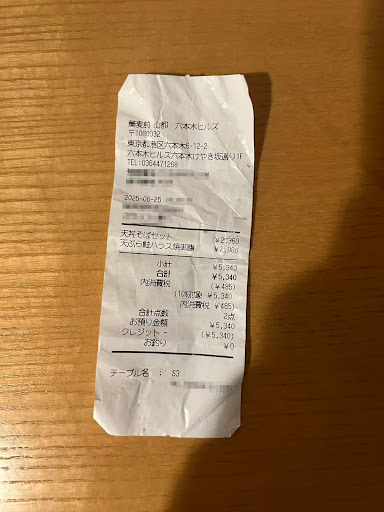 蕎麦前 山都 六本木ヒルズ
〒1060032
東京都港区六本木6-12-2
六本木ヒルズ六本木けやき坂通り1F
TEL:0364471268
2025-06-25
天丼そばセット
天ぷら鮭ハラス焼御膳
小計 ¥5,340
合計 ¥5,340
内消費税 (¥485)
(10%対象 ¥5,340
内消費税 ¥485)
合計点数 2点
お預り金額 ¥5,340
クレジット- (¥5,340)
お釣り ¥0
テーブル名 : S3